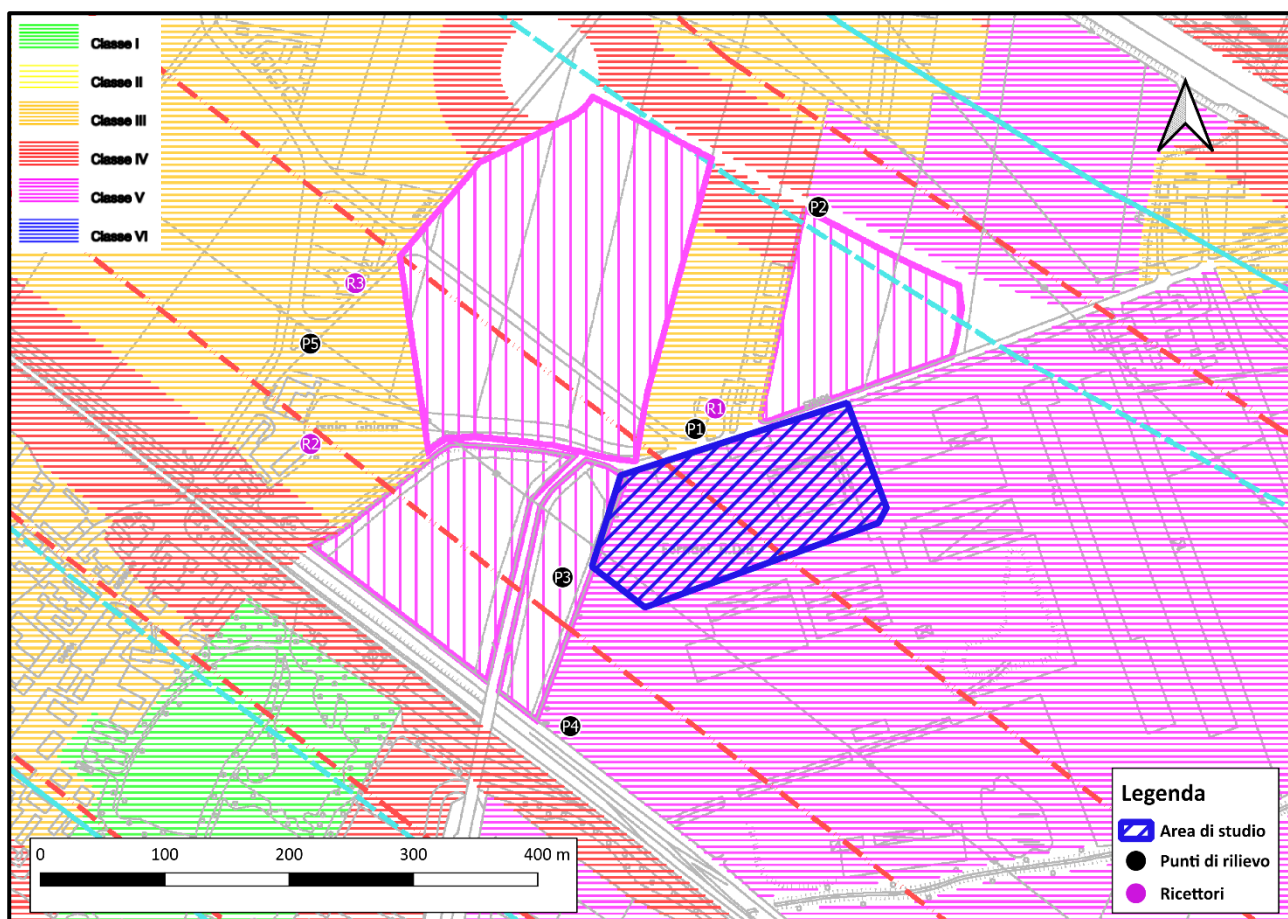 Classe I
Classe II
Classe III
Classe IV
Classe V
Classe VI
P2
R3
P5
R1
P1
R2
P3
P4
0 100 200 300 400 m
Legenda
Area di studio
Punti di rilievo
Ricettori